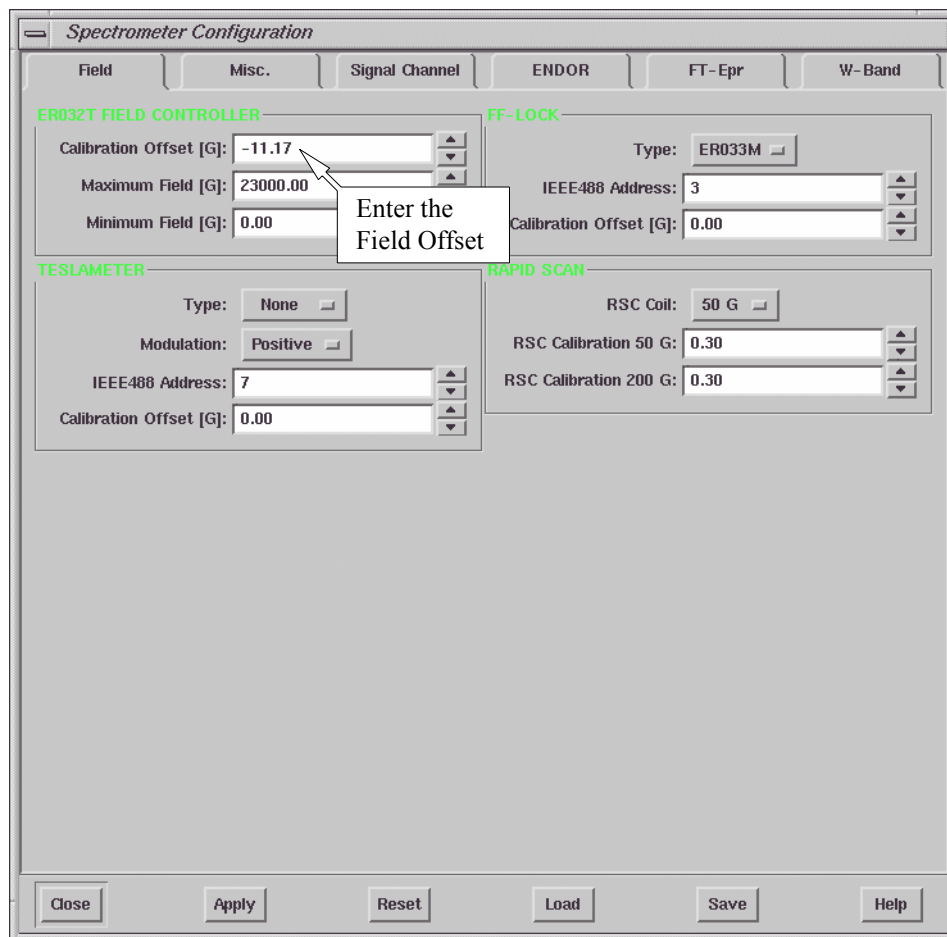 Spectrometer Configuration
Field Misc. Signal Channel ENDOR FT-Epr W-Band
ER032T FIELD CONTROLLER
Calibration Offset [G]: -11.17
Maximum Field [G]: 23000.00
Minimum Field [G]: 0.00
Enter the
Field Offset
FF-LOCK
Type: ER033M
IEEE488 Address: 3
Calibration Offset [G]: 0.00
TESLAMETER
Type: None
Modulation: Positive
IEEE488 Address: 7
Calibration Offset [G]: 0.00
RAPID SCAN
RSC Coil: 50 G
RSC Calibration 50 G: 0.30
RSC Calibration 200 G: 0.30
Close Apply Reset Load Save Help